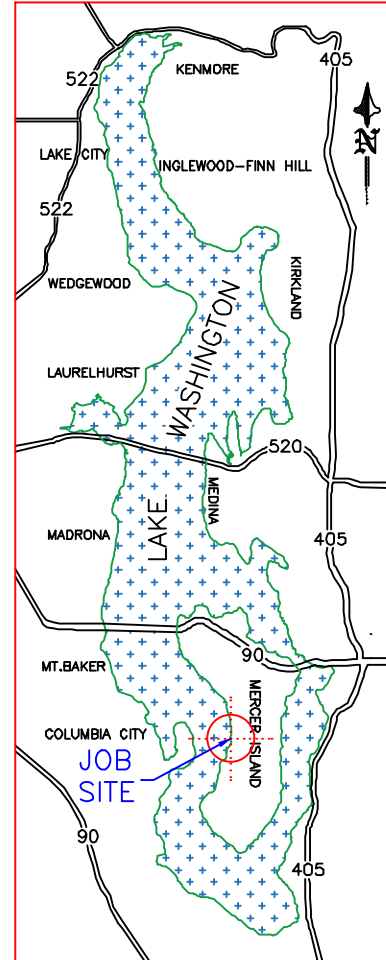 405
KENMORE
522
N
LAKE CITY
INGLEWOOD-FINN HILL
522
KIRKLAND
WEDGEWOOD
WASHINGTON
LAURELHURST
520
MEDINA
LAKE
MADRONA
405
90
MT.BAKER
MERCER ISLAND
COLUMBIA CITY
JOB
SITE
90
405